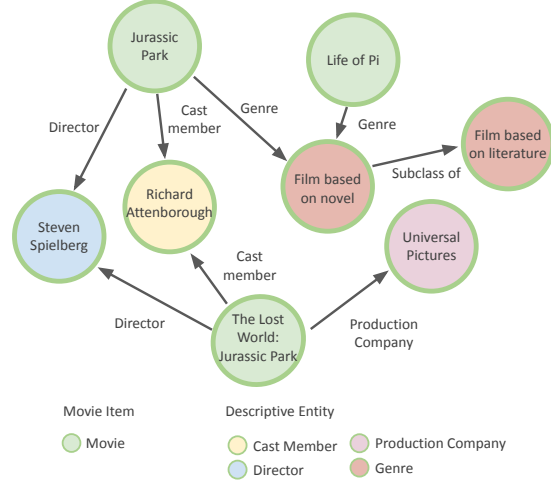 Jurassic
Park
Life of Pi
Genre
Cast
member
Director
Genre
Film based
on literature
Subclass of
Film based
on novel
Richard
Attenborough
Steven
Spielberg
Universal
Pictures
Cast
member
Director
The Lost
World:
Jurassic Park
Production
Company
Movie Item
Descriptive Entity
Movie
Cast Member
Production Company
Director
Genre